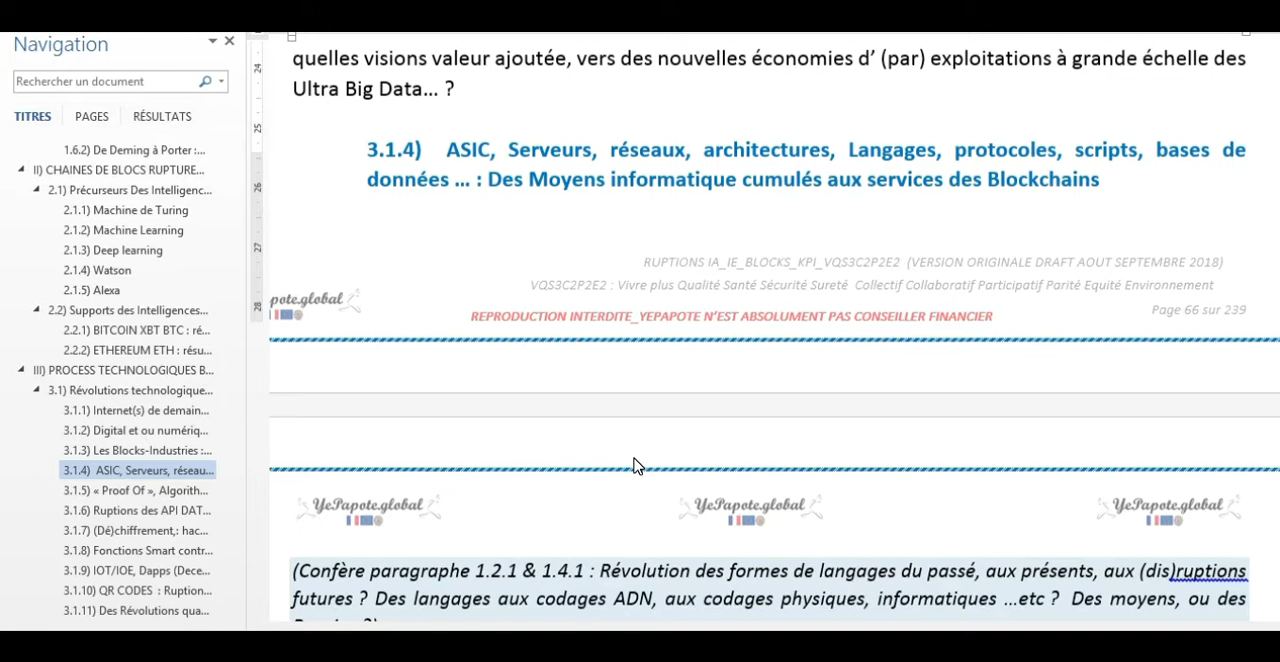 Navigation
Rechercher un document
TITRES PAGES RÉSULTATS
1.6.2) De Deming à Porter :...
II) CHAINES DE BLOCS RUPTURE...
2.1) Précurseurs Des Intelligenc...
2.1.1) Machine de Turing
2.1.2) Machine Learning
2.1.3) Deep learning
2.1.4) Watson
2.1.5) Alexa
2.2) Supports des Intelligences...
2.2.1) BITCOIN XBT BTC : ré...
2.2.2) ETHEREUM ETH : résu...
III) PROCESS TECHNOLOGIQUES B...
3.1) Révolutions technologique...
3.1.1) Internet(s) de demain...
3.1.2) Digital et ou numériq...
3.1.3) Les Blocks-Industries :...
3.1.4) ASIC, Serveurs, réseau...
3.1.5) « Proof Of », Algorith...
3.1.6) Ruptions des API DAT...
3.1.7) (Dé)chiffrement,: hac...
3.1.8) Fonctions Smart contr...
3.1.9) IOT/IOE, Dapps (Dece...
3.1.10) QR CODES : Ruption...
3.1.11) Des Révolutions qua...
24
25
26
27
28
quelles visions valeur ajoutée, vers des nouvelles économies d’ (par) exploitations à grande échelle des
Ultra Big Data... ?
3.1.4) ASIC, Serveurs, réseaux, architectures, Langages, protocoles, scripts, bases de
données ... : Des Moyens informatique cumulés aux services des Blockchains
RUPTIONS IA_IE_BLOCKS_KPI_VQS3C2P2E2 (VERSION ORIGINALE DRAFT AOUT SEPTEMBRE 2018)
VQS3C2P2E2 : Vivre plus Qualité Santé Sécurité Sureté Collectif Collaboratif Participatif Parité Equité Environnement
pote.global
Page 66 sur 239
REPRODUCTION INTERDITE_YEPAPOTE N’EST ABSOLUMENT PAS CONSEILLER FINANCIER
YePapote.global YePapote.global YePapote.global
(Confère paragraphe 1.2.1 & 1.4.1 : Révolution des formes de langages du passé, aux présents, aux (dis)ruptions
futures ? Des langages aux codages ADN, aux codages physiques, informatiques ...etc ? Des moyens, ou des